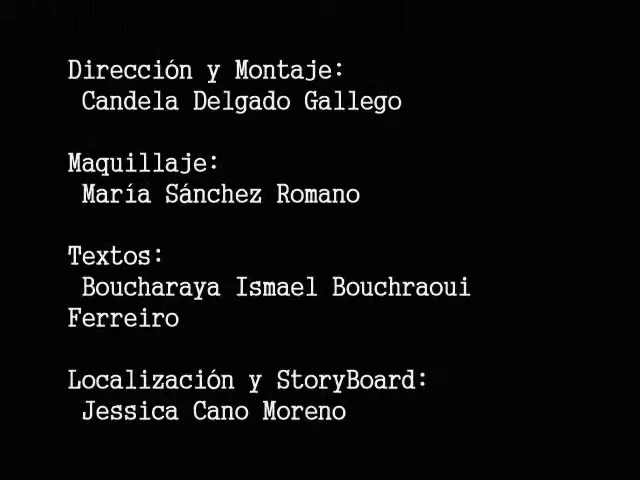 Dirección y Montaje:
Candela Delgado Gallego
Maquillaje:
María Sánchez Romano
Textos:
Boucharaya Ismael Bouchraoui
Ferreiro
Localización y StoryBoard:
Jessica Cano Moreno